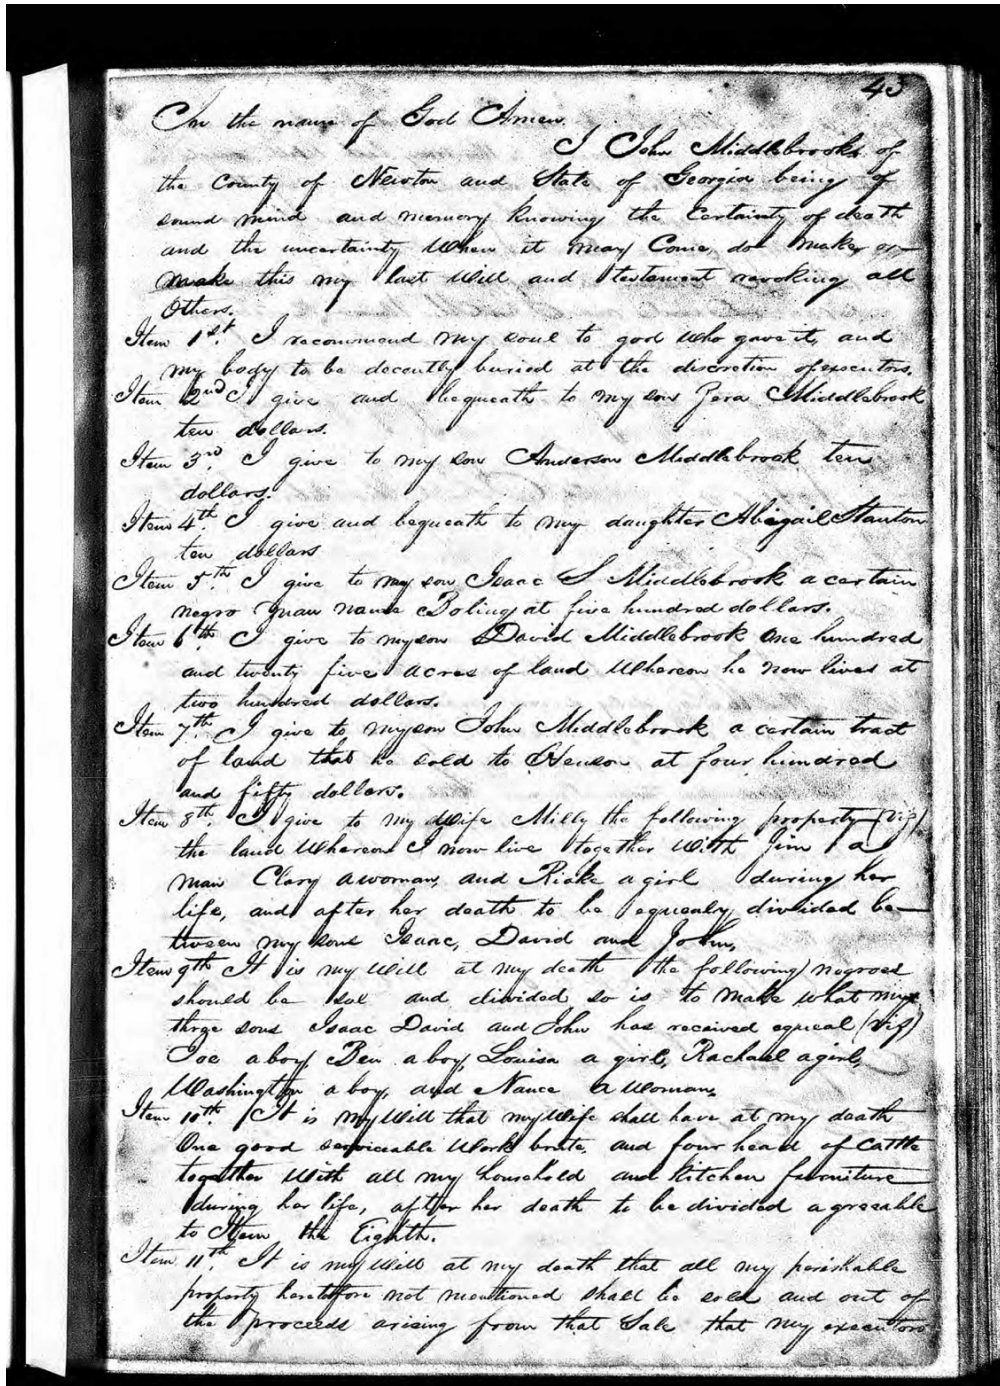 43
In the name of God Amen.
I John Middlebrooks of
the County of Newton and State of Georgia being of
sound mind and memory knowing the Certainty of death
and the uncertainty When it may Come, do make or
make this my last Will and testament revoking all
Others.
Item 1st. I recommend my soul to god who gave it, and
my body to be decently buried at the discretion of executors.
Item 2nd I give and bequeath to my son Zera Middlebrook
ten dollars.
Item 3rd. I give to my son Anderson Middlebrook ten
dollars.
Item 4th. I give and bequeath to my daughter Abigail Stanton
ten dollars
Item 5th. I give to my son Isaac S Middlebrook a certain
negro man name Boling at five hundred dollars.
Item 6th. I give to my son David Middlebrook One hundred
and twenty five acres of land Whereon he now lives at
two hundred dollars.
Item 7th. I give to my son John Middlebrook a certain tract
of land that he sold to Henson at four hundred
and fifty dollars.
Item 8th. I give to my Wife Milly the following property (Viz)
the land Whereon I now live together With Jim a
man Clary a woman, and a girl during her
life, and after her death to be equenly divided be-
tween my sons Isaac, David and John.
Item 9th It is my Will at my death the following negroes
should be sol and divided so is to make what my
three sons Isaac David and John has received equeal (Viz)
Joe a boy, Ben a boy, Louisa a girl, Rachael a girl,
Washington a boy, and Nance a Woman.
Item 10th. It is my Will that my Wife shall have at my death
One good serviceable Work brute, and four head of Cattle
together With all my household and Kitchen furniture
during her life, after her death to be divided agreeable
to Item the Eighth.
Item 11th. It is my Will at my death that all my perishable
property heretofore not mentioned shall be sold and out of
the proceeds arising from that Sale that my executors